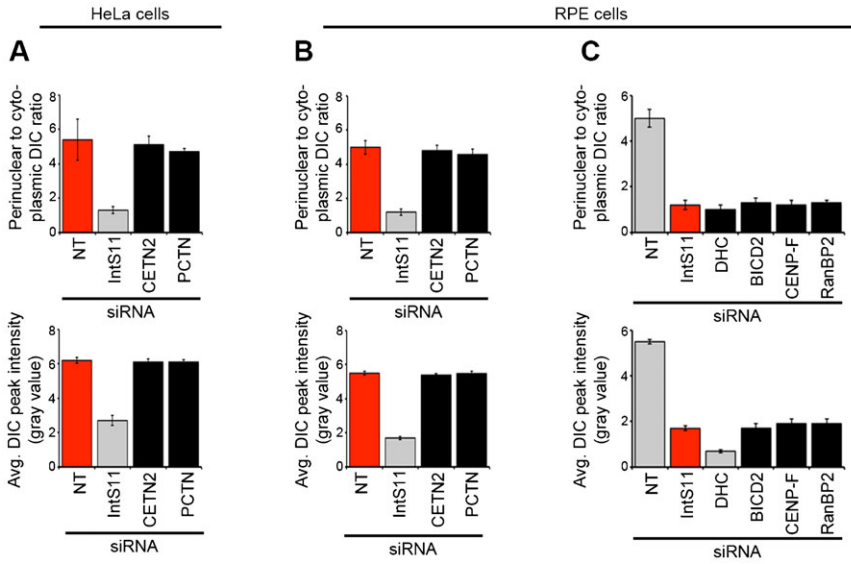 HeLa cells
RPE cells
A
B
C
Perinuclear to cyto-
plasmic DIC ratio
8
6
4
2
0
NT
IntS11
CETN2
PCTN
siRNA
Perinuclear to cyto-
plasmic DIC ratio
6
4
2
0
NT
IntS11
CETN2
PCTN
siRNA
Perinuclear to cyto-
plasmic DIC ratio
6
4
2
0
NT
IntS11
DHC
BICD2
CENP-F
RanBP2
siRNA
Avg. DIC peak intensity
(gray value)
8
6
4
2
0
NT
IntS11
CETN2
PCTN
siRNA
Avg. DIC peak intensity
(gray value)
8
6
4
2
0
NT
IntS11
CETN2
PCTN
siRNA
Avg. DIC peak intensity
(gray value)
6
4
2
0
NT
IntS11
DHC
BICD2
CENP-F
RanBP2
siRNA